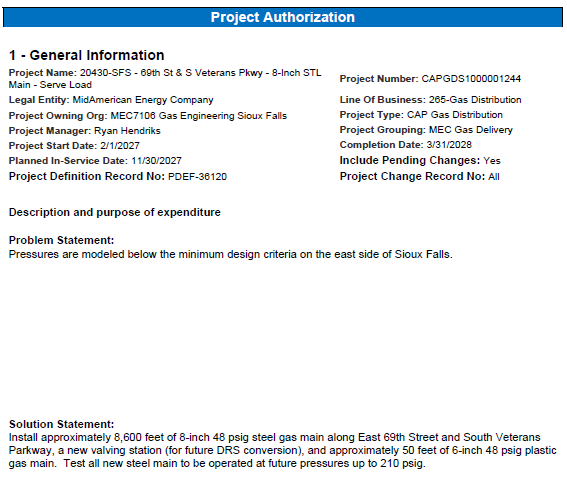 Project Authorization
1 - General Information
Project Name: 20430-SFS - 69th St & S Veterans Pkwy - 8-Inch STL
Main - Serve Load
Project Number: CAPGDS1000001244
Legal Entity: MidAmerican Energy Company
Line Of Business: 265-Gas Distribution
Project Owning Org: MEC7106 Gas Engineering Sioux Falls
Project Type: CAP Gas Distribution
Project Manager: Ryan Hendriks
Project Grouping: MEC Gas Delivery
Project Start Date: 2/1/2027
Completion Date: 3/31/2028
Planned In-Service Date: 11/30/2027
Include Pending Changes: Yes
Project Definition Record No: PDEF-36120
Project Change Record No: All
Description and purpose of expenditure
Problem Statement:
Pressures are modeled below the minimum design criteria on the east side of Sioux Falls.
Solution Statement:
Install approximately 8,600 feet of 8-inch 48 psig steel gas main along East 69th Street and South Veterans
Parkway, a new valving station (for future DRS conversion), and approximately 50 feet of 6-inch 48 psig plastic
gas main.  Test all new steel main to be operated at future pressures up to 210 psig.